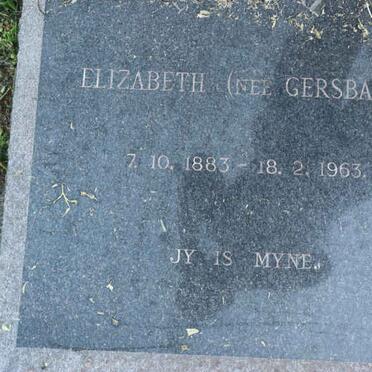 ELIZABETH (NEE GERSBA
7. 10. 1883 - 18. 2. 1963.
JY IS MYNE.